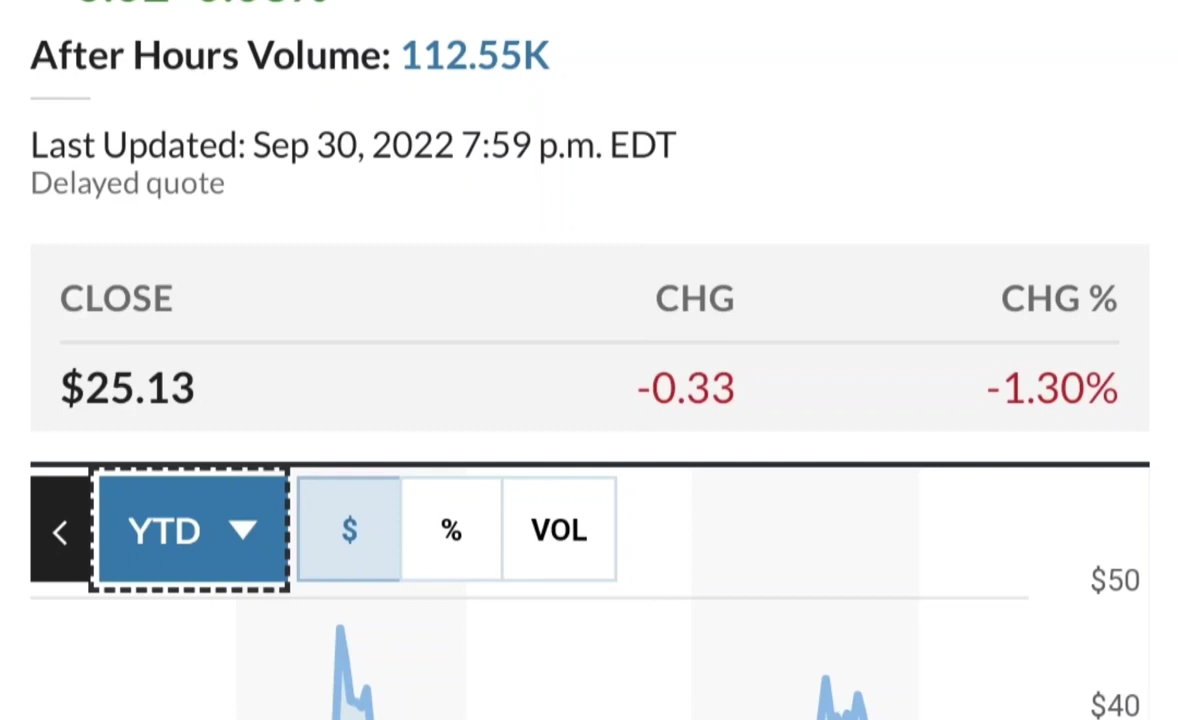 After Hours Volume: 112.55K
Last Updated: Sep 30, 2022 7:59 p.m. EDT
Delayed quote
CLOSE CHG CHG %
$25.13 -0.33 -1.30%
YTD $ % VOL
$50
$40